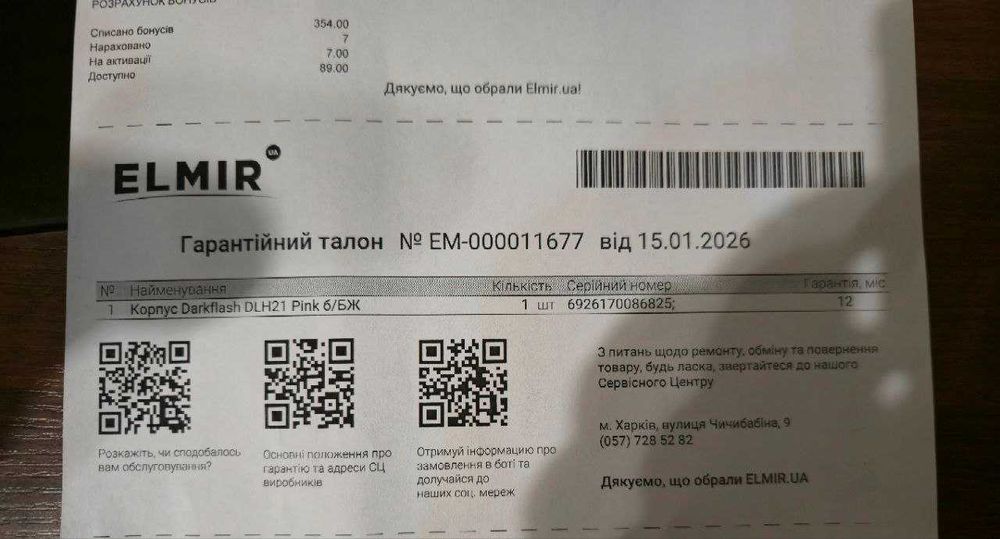 РОЗРАХУНОК БОНУСІВ
Списано бонусів 354.00
Нараховано 7
На активації 7.00
Доступно 89.00
Дякуємо, що обрали Elmir.ua!
ELMIR UA
Гарантійний талон № EM-000011677 від 15.01.2026
№ Найменування Кількість Серійний номер Гарантія, міс
1 Корпус Darkflash DLH21 Pink б/БЖ 1 шт 6926170086825; 12
Розкажіть, чи сподобалось
вам обслуговування?
Основні положення про
гарантію та адреси СЦ
виробників
Отримуй інформацію про
замовлення в боті та
долучайся до
наших соц. мереж
З питань щодо ремонту, обміну та повернення
товару, будь ласка, звертайтеся до нашого
Сервісного Центру
м. Харків, вулиця Чичибабіна, 9
(057) 728 52 82
Дякуємо, що обрали ELMIR.UA